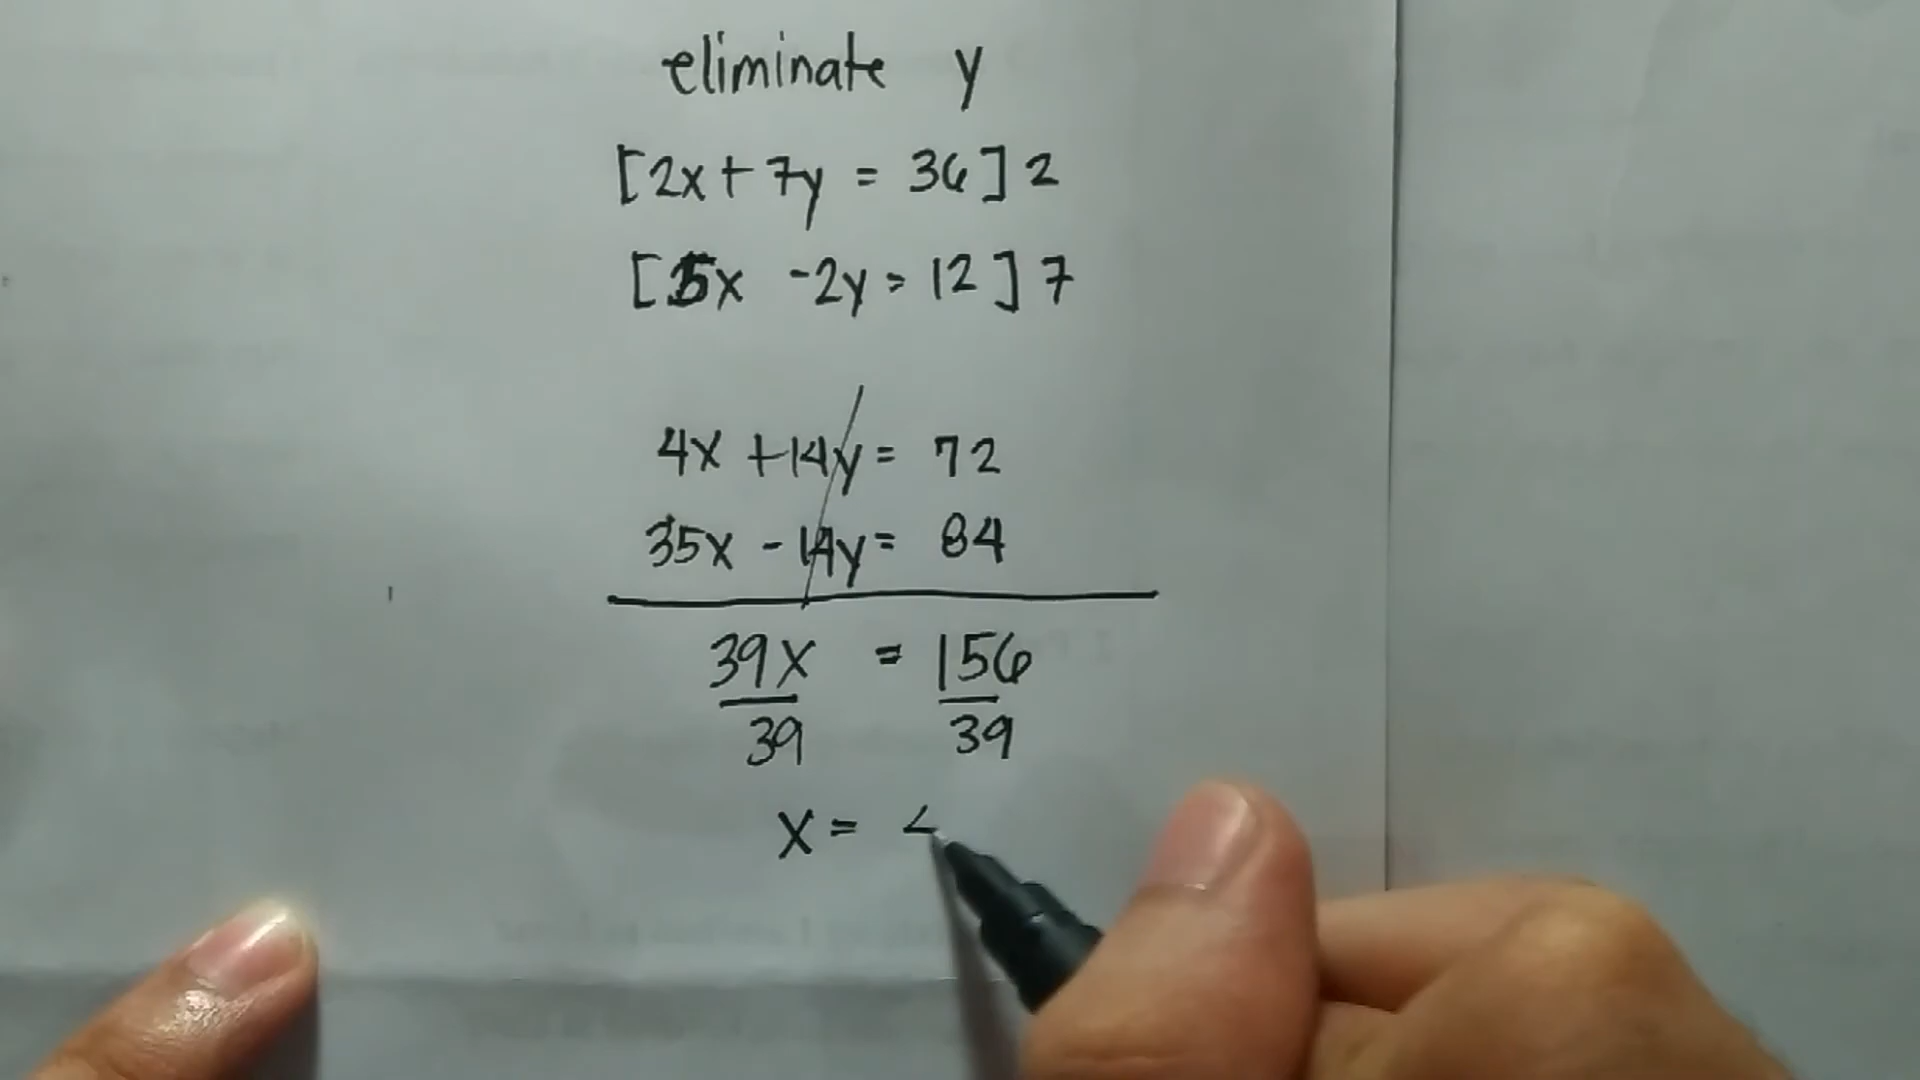 eliminate y
[2x + 7y = 36] 2
[5x - 2y = 12] 7
4x + 14y = 72
35x - 14y = 84
39x = 156
39 39
x =